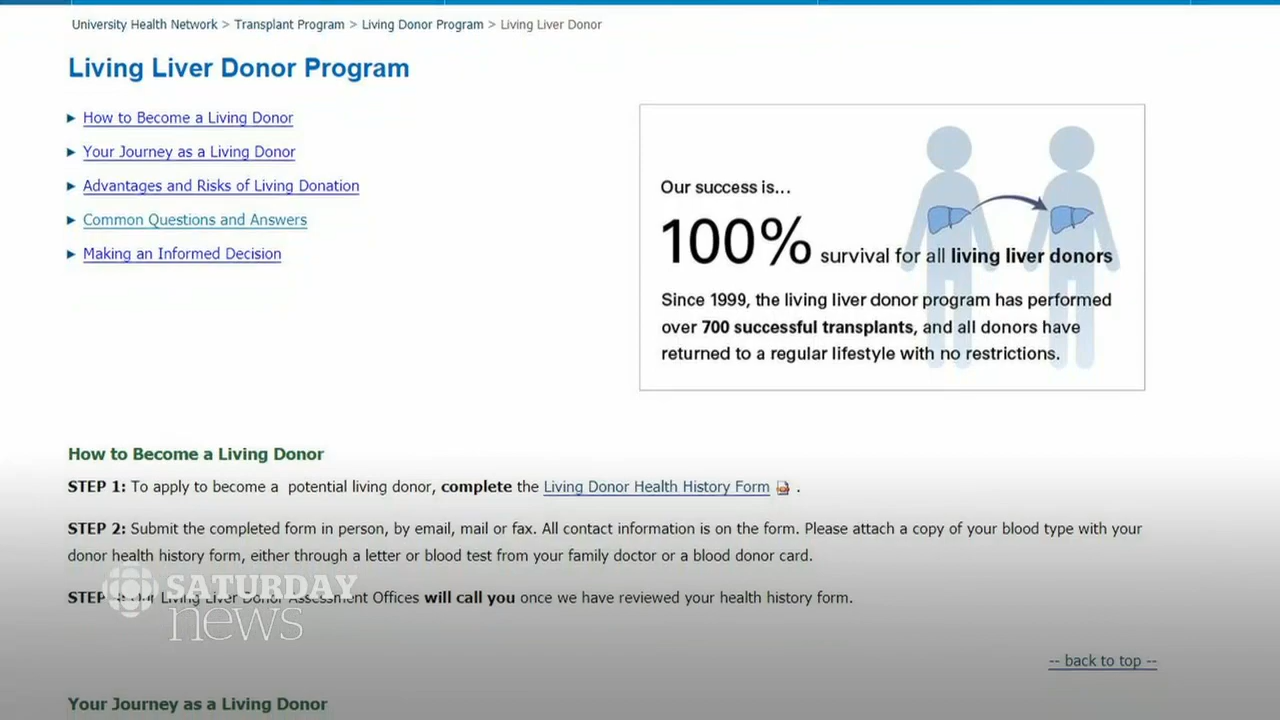 University Health Network > Transplant Program > Living Donor Program > Living Liver Donor
Living Liver Donor Program
How to Become a Living Donor
Your Journey as a Living Donor
Advantages and Risks of Living Donation
Common Questions and Answers
Making an Informed Decision
Our success is...
100% survival for all living liver donors
Since 1999, the living liver donor program has performed
over 700 successful transplants, and all donors have
returned to a regular lifestyle with no restrictions.
How to Become a Living Donor
STEP 1: To apply to become a potential living donor, complete the Living Donor Health History Form .
STEP 2: Submit the completed form in person, by email, mail or fax. All contact information is on the form. Please attach a copy of your blood type with your
donor health history form, either through a letter or blood test from your family doctor or a blood donor card.
STEP Living Liver Donor Assessment Offices will call you once we have reviewed your health history form.
SATURDAY
news
-- back to top --
Your Journey as a Living Donor